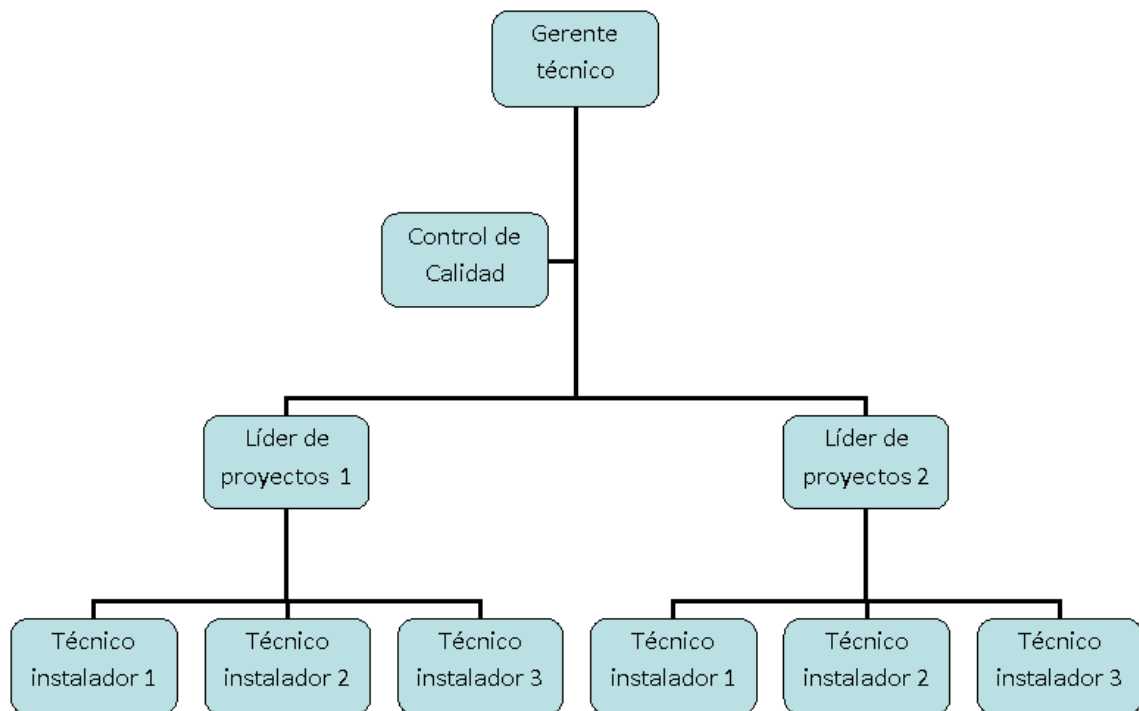 Gerente
técnico
Control de
Calidad
Líder de
proyectos 1
Líder de
proyectos 2
Técnico
instalador 1
Técnico
instalador 2
Técnico
instalador 3
Técnico
instalador 1
Técnico
instalador 2
Técnico
instalador 3